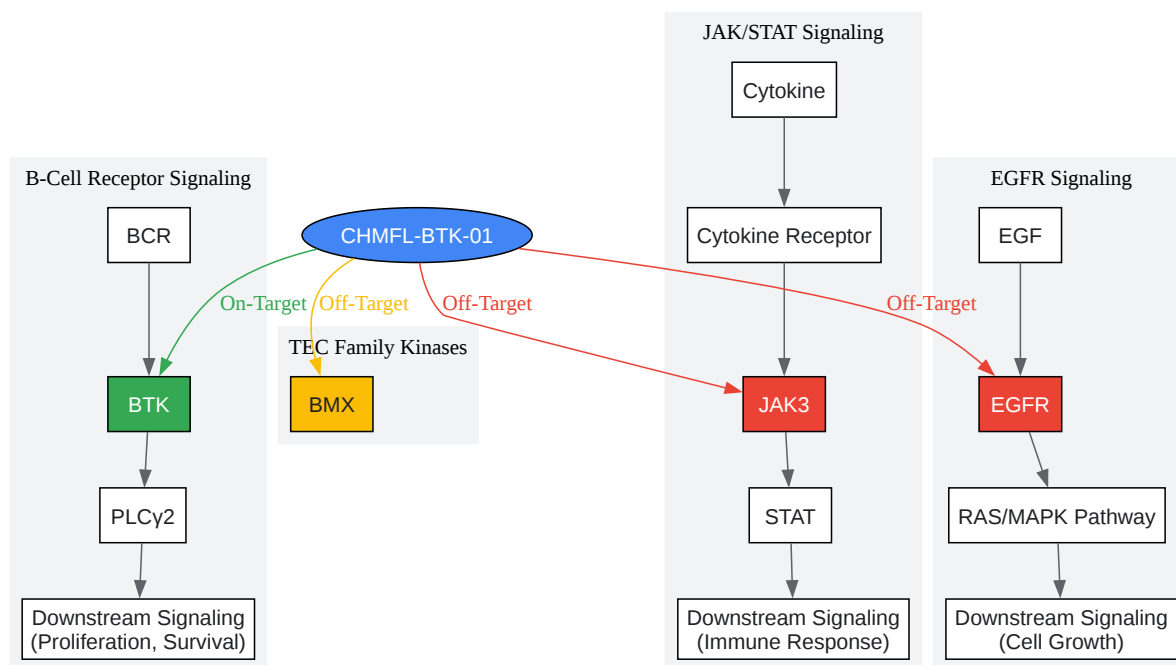 JAK/STAT Signaling
Cytokine
B-Cell Receptor Signaling
EGFR Signaling
BCR
CHMFL-BTK-01
Cytokine Receptor
EGF
On-Target
Off-Target
Off-Target
Off-Target
TEC Family Kinases
BTK
BMX
JAK3
EGFR
PLCγ2
STAT
RAS/MAPK Pathway
Downstream Signaling
(Proliferation, Survival)
Downstream Signaling
(Immune Response)
Downstream Signaling
(Cell Growth)